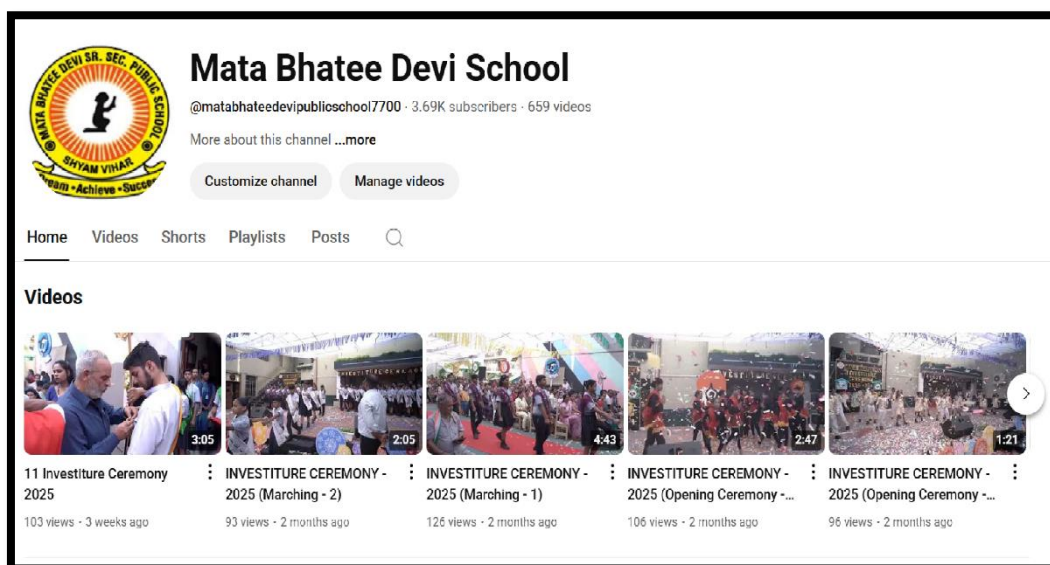 MATA BHATEE DEVI SR. SEC. PUBLIC SCHOOL
SHYAM VIHAR
Achieve
Mata Bhatee Devi School
@matabhateedevipublicschool7700 · 3.69K subscribers · 659 videos
More about this channel ...more
Customize channel Manage videos
Home Videos Shorts Playlists Posts
Videos
3:05 2:05 4:43 2:47 1:21
11 Investiture Ceremony
2025
103 views · 3 weeks ago
INVESTITURE CEREMONY -
2025 (Marching - 2)
93 views · 2 months ago
INVESTITURE CEREMONY -
2025 (Marching - 1)
126 views · 2 months ago
INVESTITURE CEREMONY -
2025 (Opening Ceremony -...
106 views · 2 months ago
INVESTITURE CEREMONY -
2025 (Opening Ceremony -...
96 views · 2 months ago